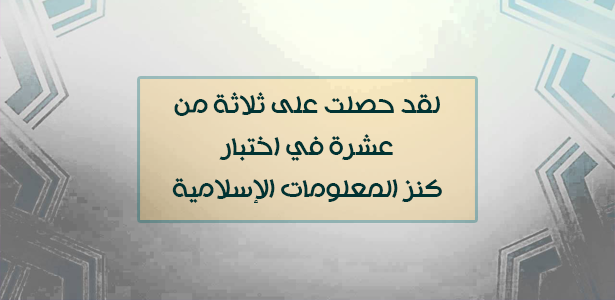 لقد حصلت على ثلاثة من
عشرة في اختبار
كنز المعلومات الإسلامية